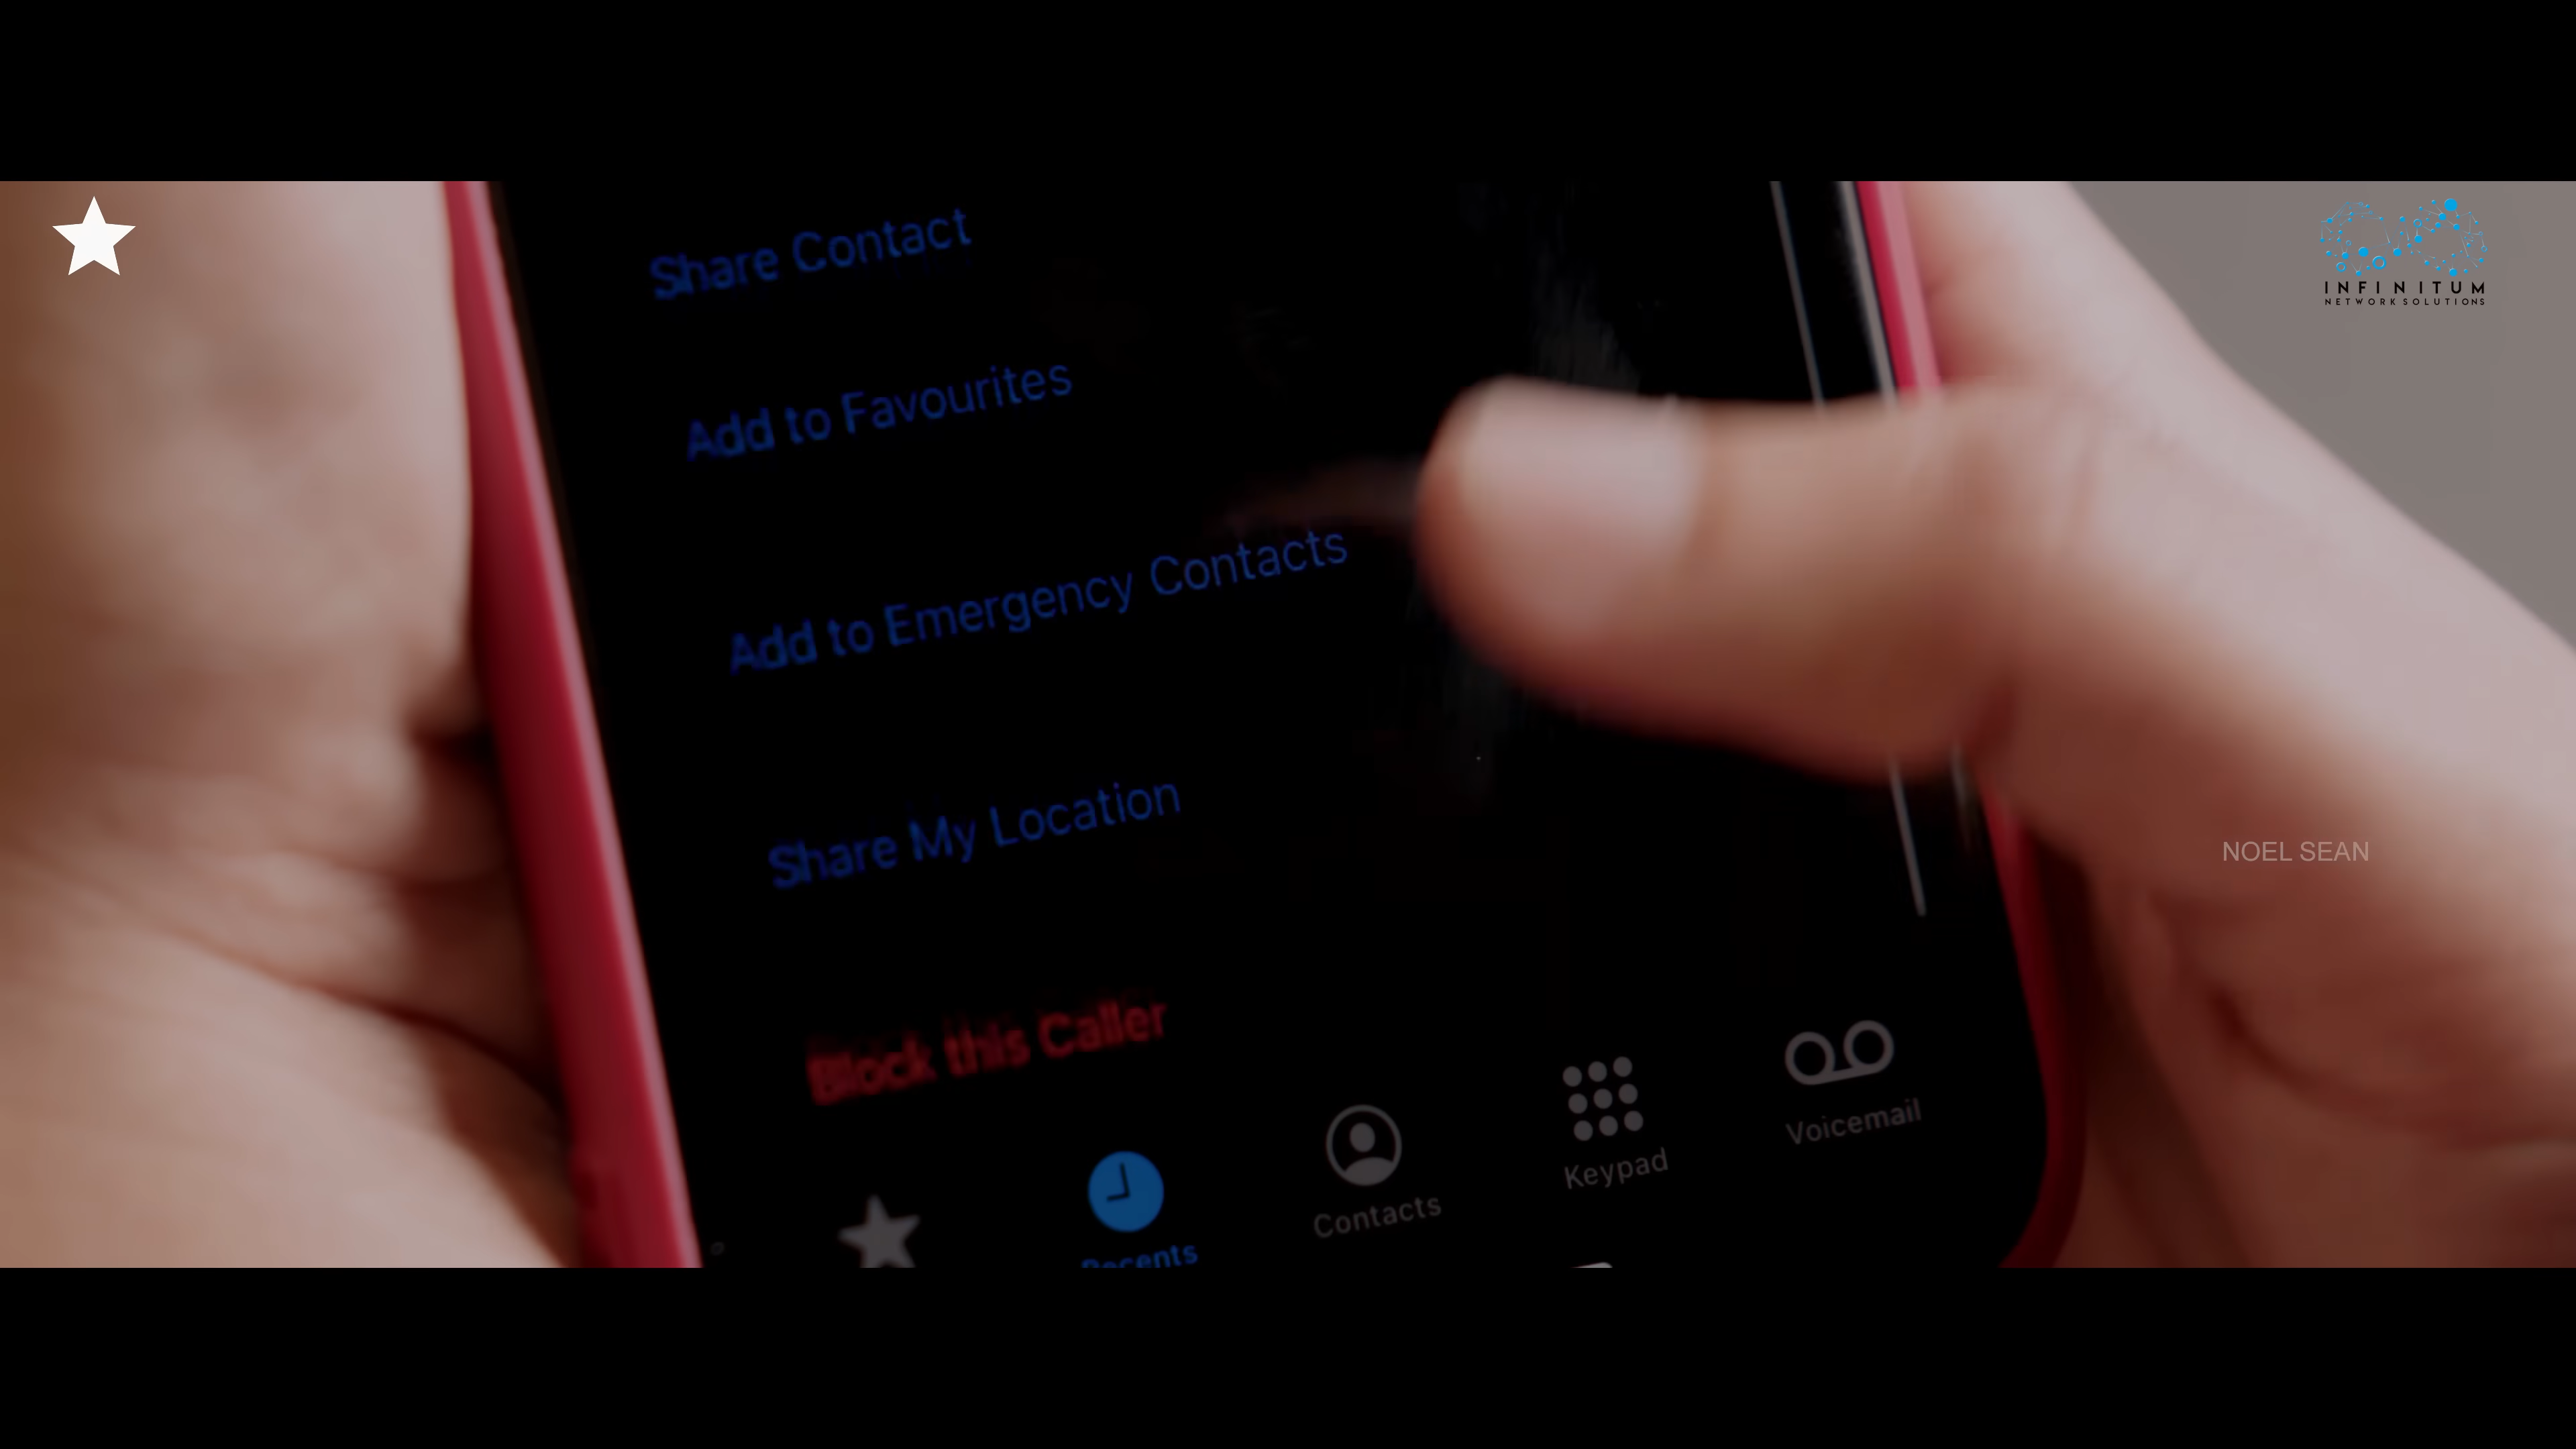 INFINITUM
NETWORK SOLUTIONS
Share Contact
Add to Favourites
Add to Emergency Contacts
Share My Location
NOEL SEAN
Block this Caller
Voicemail
Keypad
Contacts
Recents